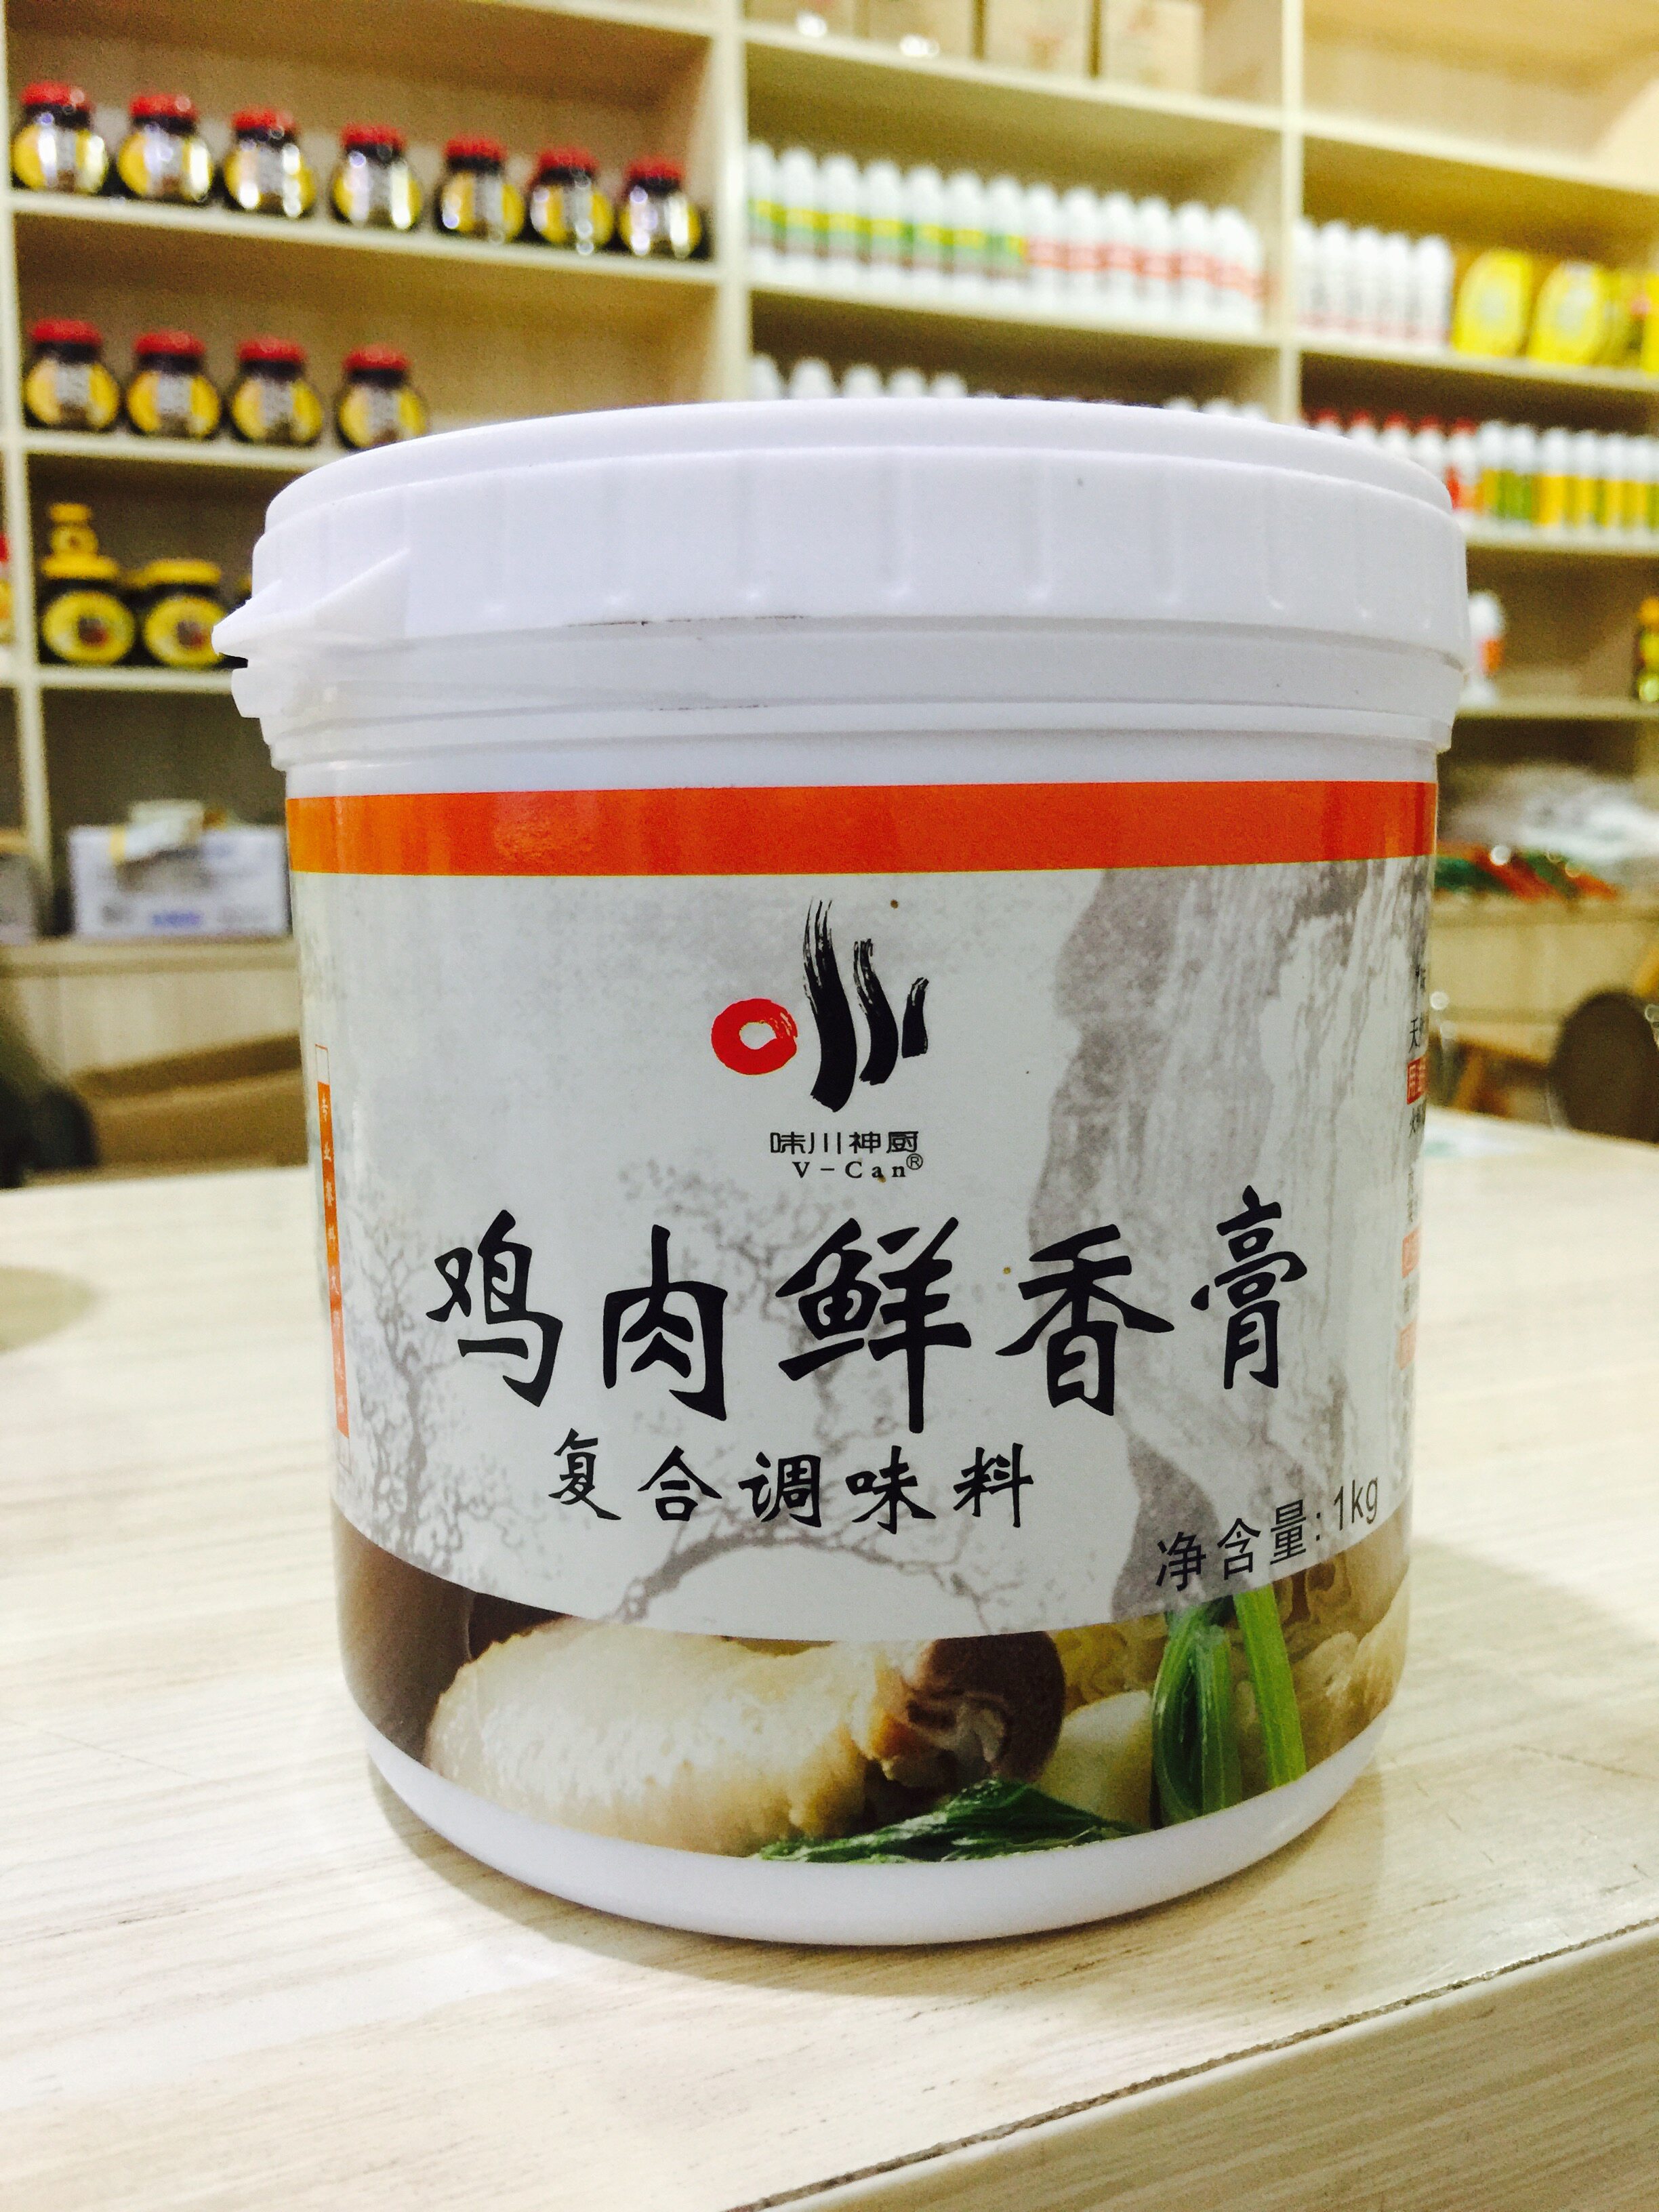 味川神厨
V-Can®
鸡肉鲜香膏
复合调味料
净含量:1kg